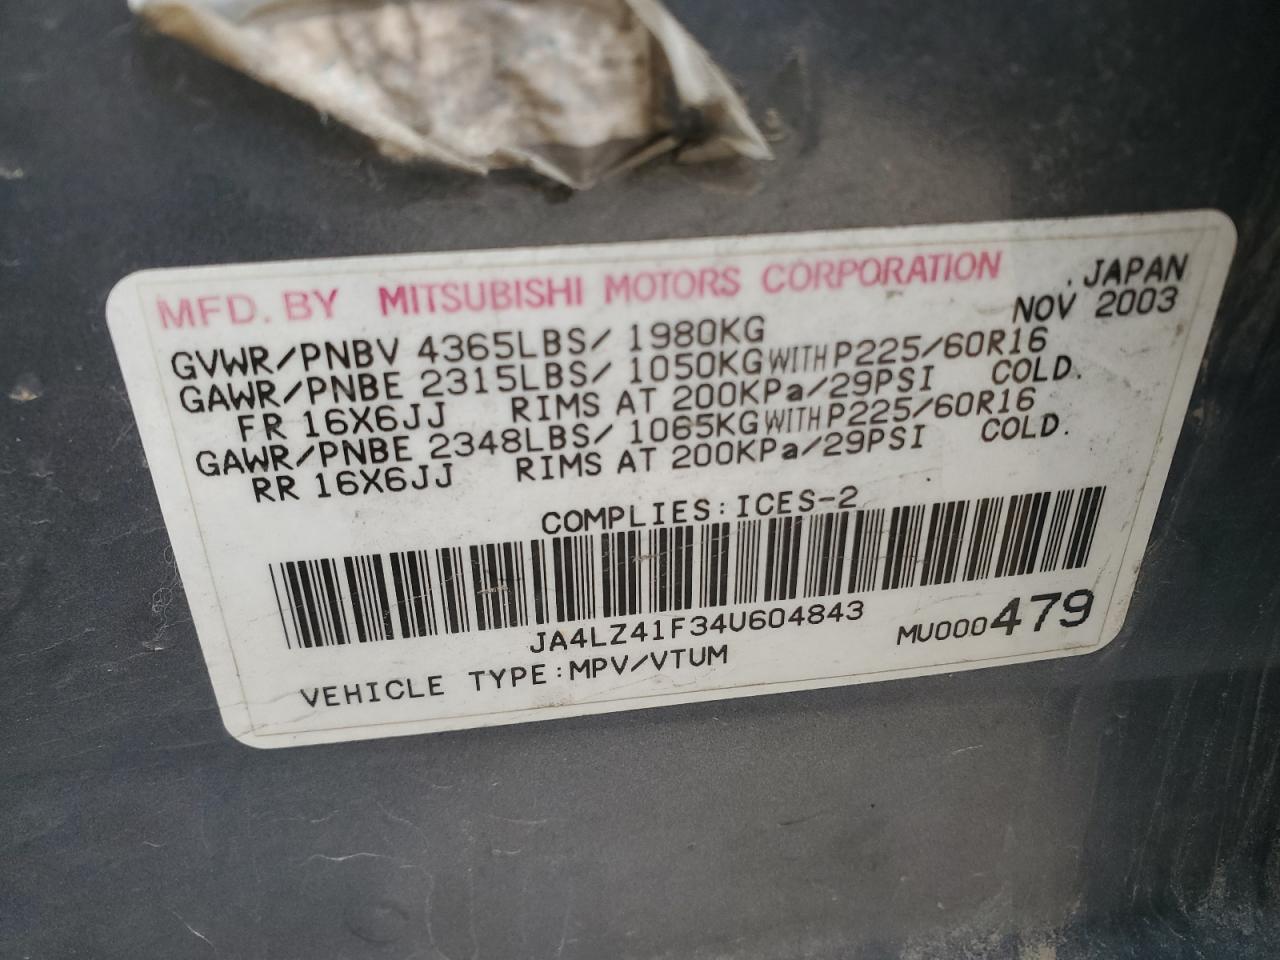 MFD. BY MITSUBISHI MOTORS CORPORATION .JAPAN
NOV 2003
GVWR/PNBV 4365LBS/ 1980KG
GAWR/PNBE 2315LBS/ 1050KG WITH P225/60R16
FR 16X6JJ RIMS AT 200KPa/29PSI COLD.
GAWR/PNBE 2348LBS/ 1065KG WITH P225/60R16
RR 16X6JJ RIMS AT 200KPa/29PSI COLD.
COMPLIES:ICES-2
JA4LZ41F34U604843
MU000479
VEHICLE TYPE:MPV/VTUM